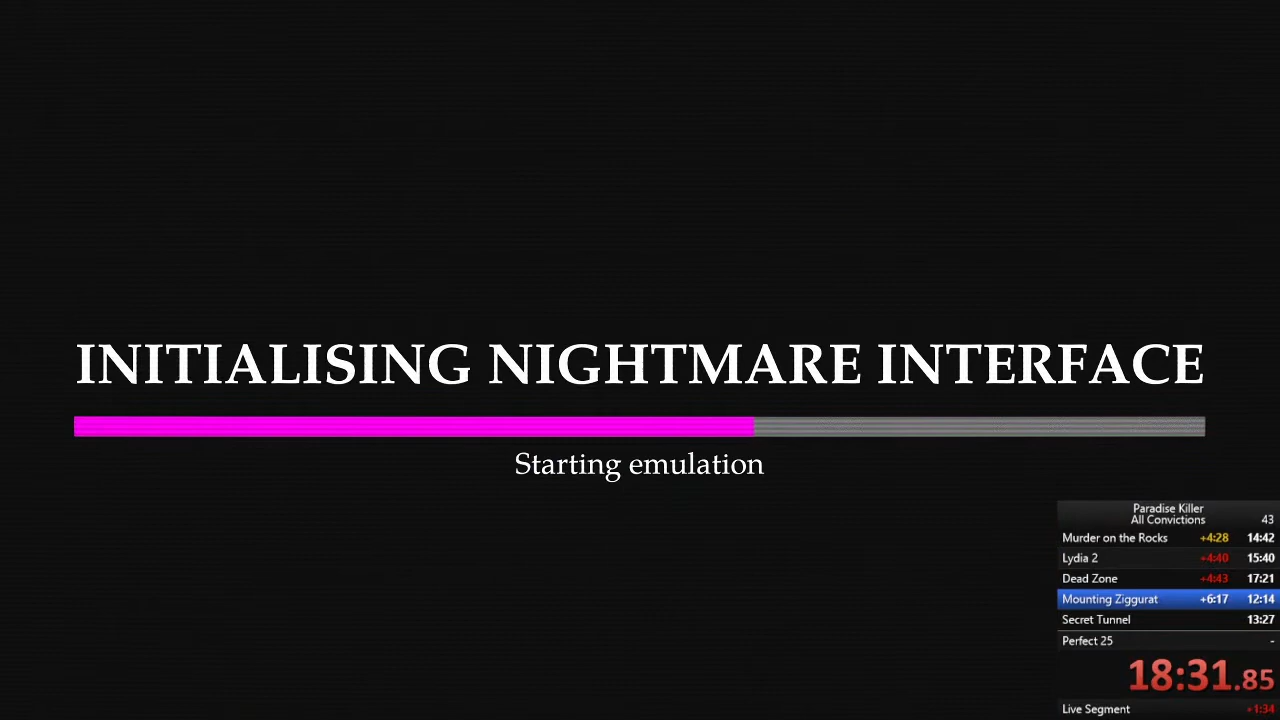 INITIALISING NIGHTMARE INTERFACE
Starting emulation
Paradise Killer
All Convictions 43
Murder on the Rocks +4:28 14:42
Lydia 2 +4:40 15:40
Dead Zone +4:43 17:21
Mounting Ziggurat +6:17 12:14
Secret Tunnel 13:27
Perfect 25 -
18:31.85
Live Segment +1:34